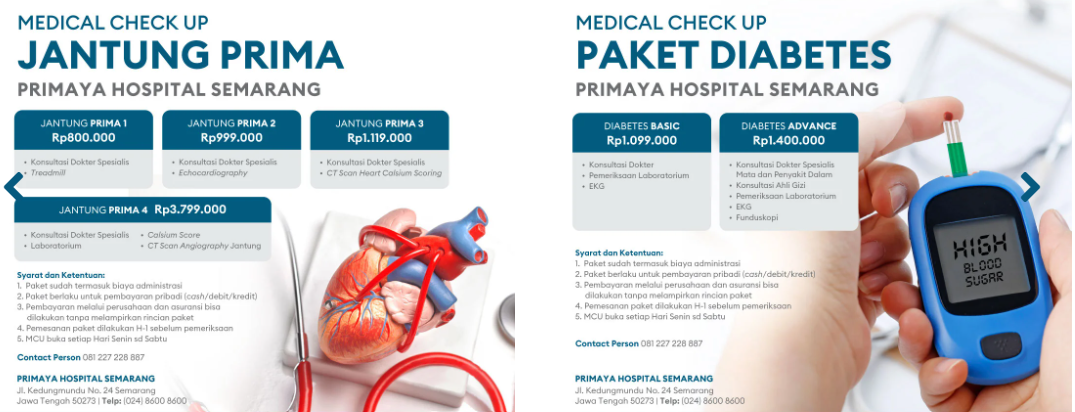 MEDICAL CHECK UP
JANTUNG PRIMA
PRIMAYA HOSPITAL SEMARANG
JANTUNG PRIMA 1
Rp800.000
• Konsultasi Dokter Spesialis
• Treadmill
JANTUNG PRIMA 2
Rp999.000
• Konsultasi Dokter Spesialis
• Echocardiography
JANTUNG PRIMA 3
Rp1.119.000
• Konsultasi Dokter Spesialis
• CT Scan Heart Calsium Scoring
JANTUNG PRIMA 4 Rp3.799.000
• Konsultasi Dokter Spesialis
• Laboratorium
• Calsium Score
• CT Scan Angiography Jantung
Syarat dan Ketentuan:
1. Paket sudah termasuk biaya administrasi
2. Paket berlaku untuk pembayaran pribadi (cash/debit/kredit)
3. Pembayaran melalui perusahaan dan asuransi bisa
dilakukan tanpa melampirkan rincian paket
4. Pemesanan paket dilakukan H-1 sebelum pemeriksaan
5. MCU buka setiap Hari Senin sd Sabtu
Contact Person 081 227 228 887
PRIMAYA HOSPITAL SEMARANG
Jl. Kedungmundu No. 24 Semarang
Jawa Tengah 50273 | Telp: (024) 8600 8600
MEDICAL CHECK UP
PAKET DIABETES
PRIMAYA HOSPITAL SEMARANG
DIABETES BASIC
Rp1.099.000
• Konsultasi Dokter
• Pemeriksaan Laboratorium
• EKG
DIABETES ADVANCE
Rp1.400.000
• Konsultasi Dokter Spesialis
Mata dan Penyakit Dalam
• Konsultasi Ahli Gizi
• Pemeriksaan Laboratorium
• EKG
• Funduskopi
Syarat dan Ketentuan:
1. Paket sudah termasuk biaya administrasi
2. Paket berlaku untuk pembayaran pribadi (cash/debit/kredit)
3. Pembayaran melalui perusahaan dan asuransi bisa
dilakukan tanpa melampirkan rincian paket
4. Pemesanan paket dilakukan H-1 sebelum pemeriksaan
5. MCU buka setiap Hari Senin sd Sabtu
Contact Person 081 227 228 887
PRIMAYA HOSPITAL SEMARANG
Jl. Kedungmundu No. 24 Semarang
Jawa Tengah 50273 | Telp: (024) 8600 8600
HIGH
BLOOD
SUGAR